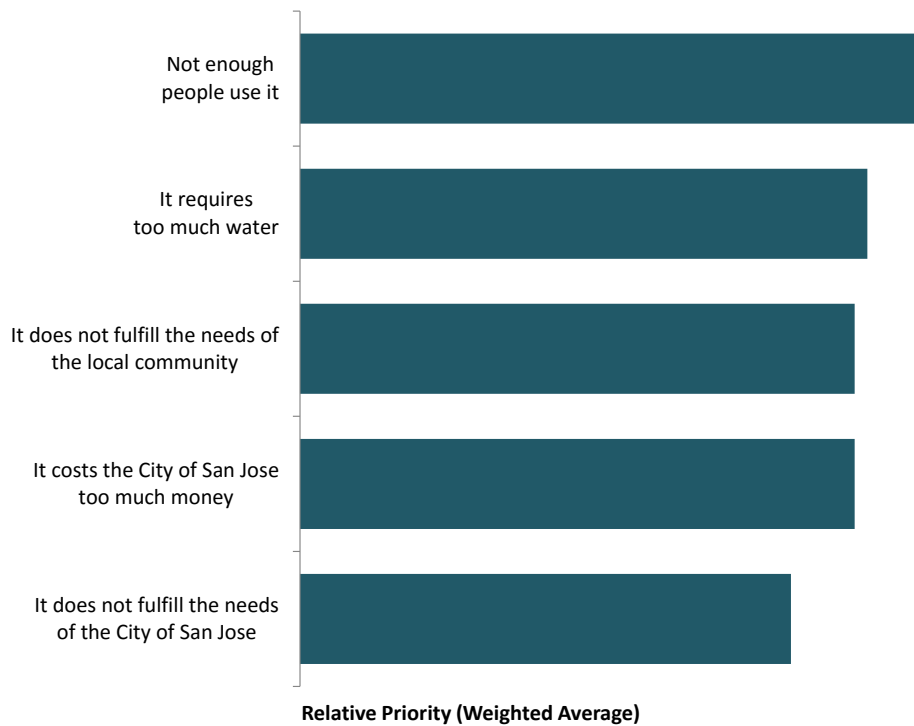 Not enough
people use it
It requires
too much water
It does not fulfill the needs of
the local community
It costs the City of San Jose
too much money
It does not fulfill the needs
of the City of San Jose
Relative Priority (Weighted Average)